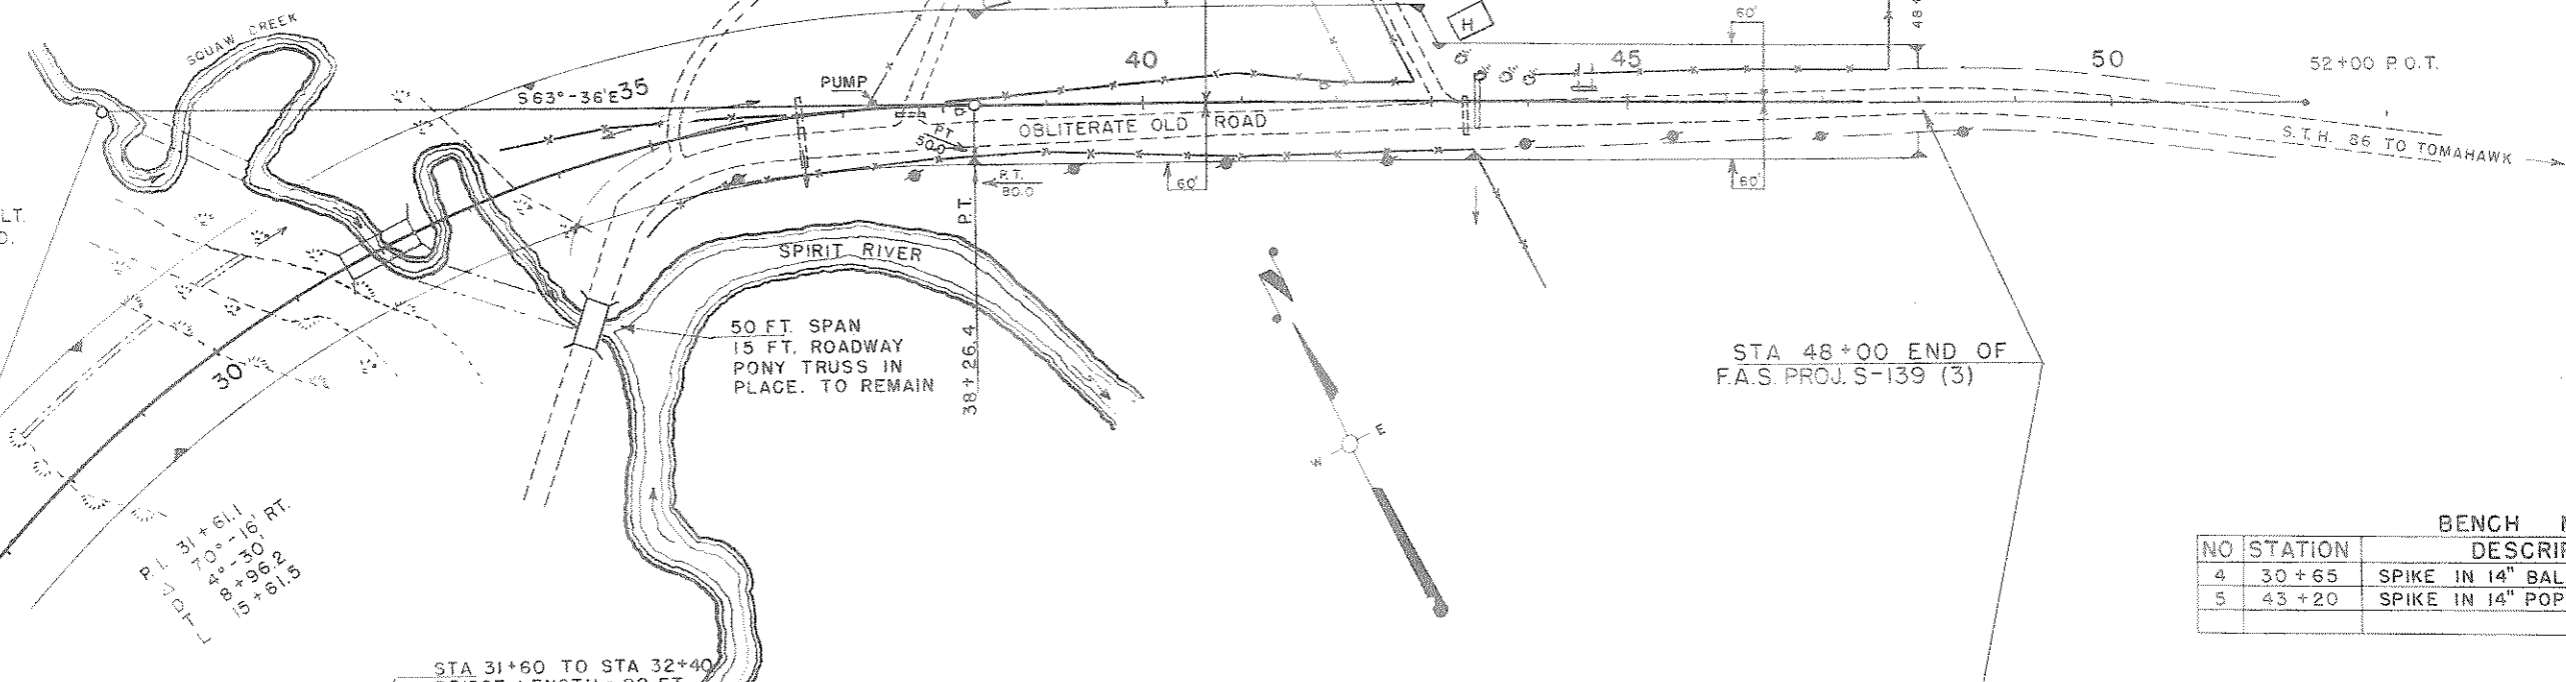 SQUAW CREEK
S63°-36'E
35
PUMP
40
H
60'
48+
45
50
52+00 P.O.T.
OBLITERATE OLD ROAD
P.T.
50.0
P.T.
80.0
60'
60'
S.T.H. 86 TO TOMAHAWK
LT.
SPIRIT RIVER
P.T.
38+26.4
50 FT. SPAN
15 FT. ROADWAY
PONY TRUSS IN
PLACE. TO REMAIN
30
E
W
STA 48+00 END OF
F.A.S. PROJ. S-139 (3)
P.I. 31+61.1
Δ 70°-16' RT.
D 4°-30'
T 8+96.2
L 15+61.5
BENCH
NO STATION DESCRI
4 30+65 SPIKE IN 14" BAL
5 43+20 SPIKE IN 14" POP
STA 31+60 TO STA 32+40